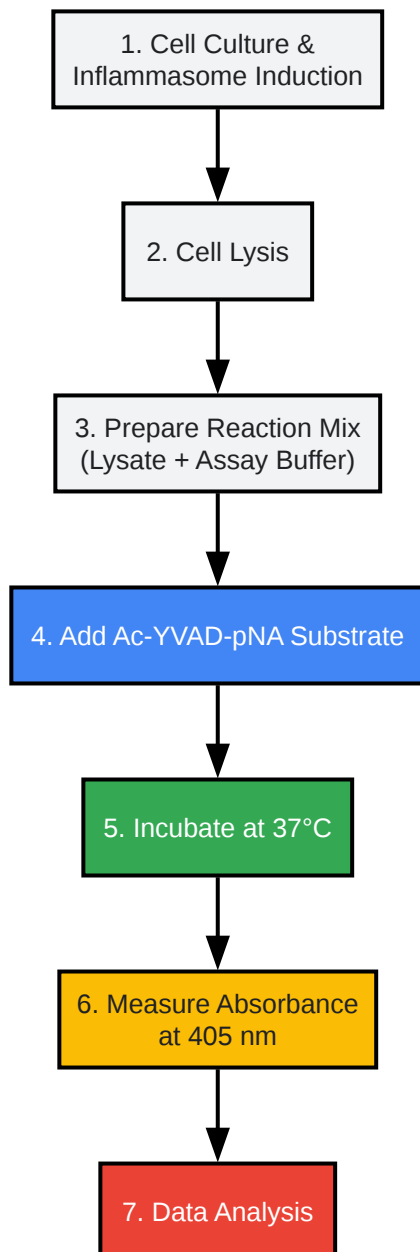 1. Cell Culture &
Inflammasome Induction
2. Cell Lysis
3. Prepare Reaction Mix
(Lysate + Assay Buffer)
4. Add Ac-YVAD-pNA Substrate
5. Incubate at 37°C
6. Measure Absorbance
at 405 nm
7. Data Analysis